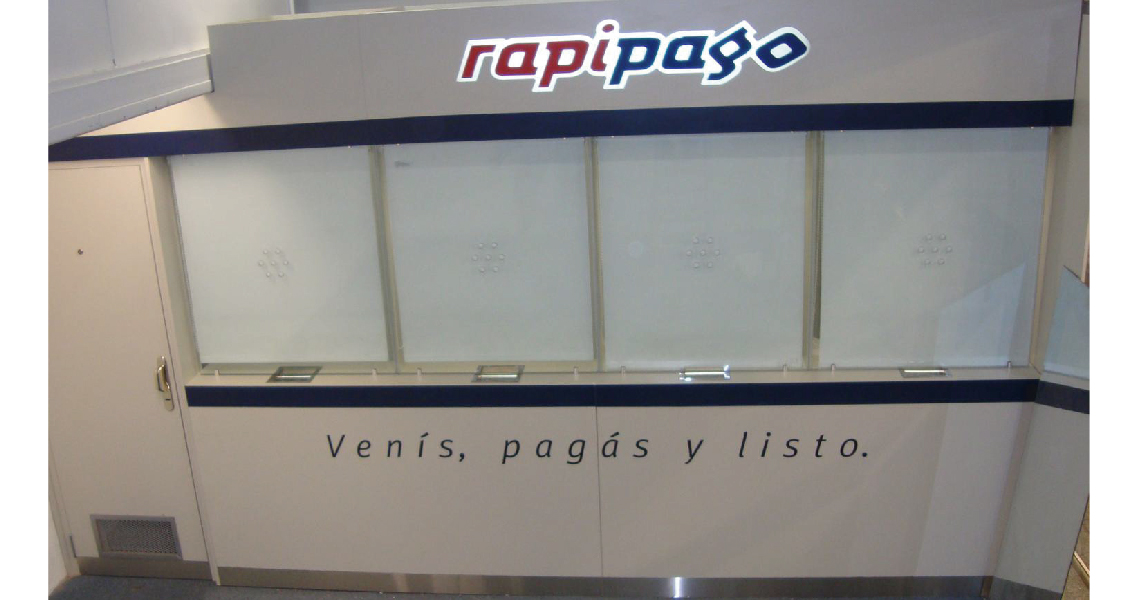 rapipago
Venís, pagás y listo.